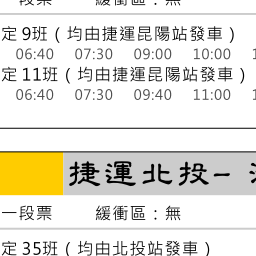 一段票 緩衝區：無
定 9班（均由捷運昆陽站發車）
06:40 07:30 09:00 10:00
定 11班（均由捷運昆陽站發車）
06:40 07:30 09:40 11:00
捷運北投-
一段票 緩衝區：無
定 35班（均由北投站發車）